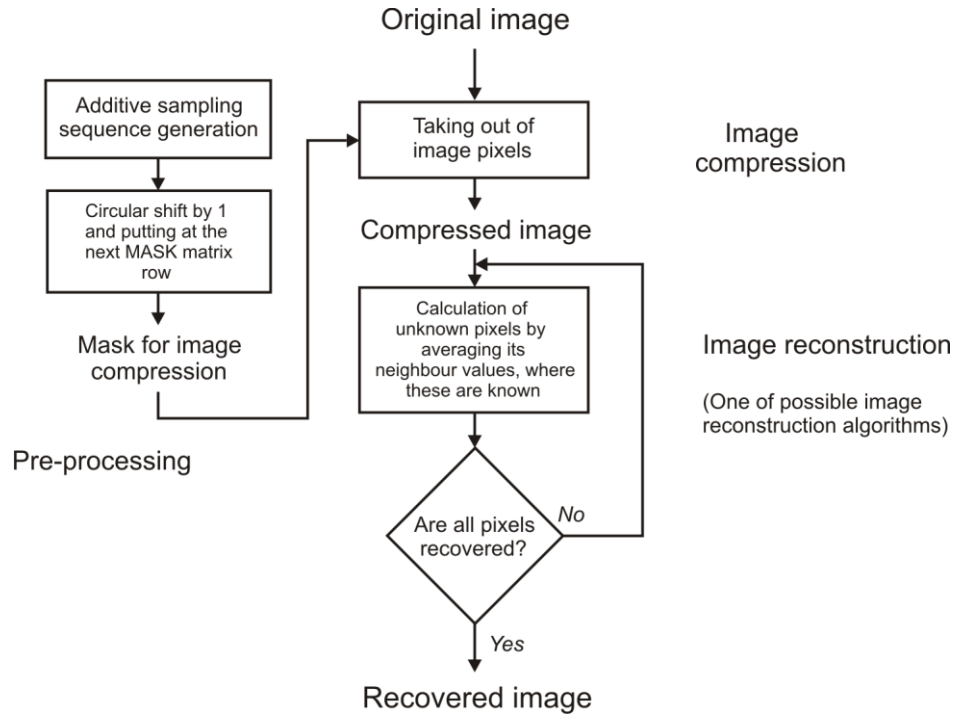 Original image
Additive sampling
sequence generation
Taking out of
image pixels
Image
compression
Circular shift by 1
and putting at the
next MASK matrix
row
Compressed image
Mask for image
compression
Calculation of
unknown pixels by
averaging its
neighbour values, where
these are known
Image reconstruction
(One of possible image
reconstruction algorithms)
Pre-processing
Are all pixels
recovered?
No
Yes
Recovered image